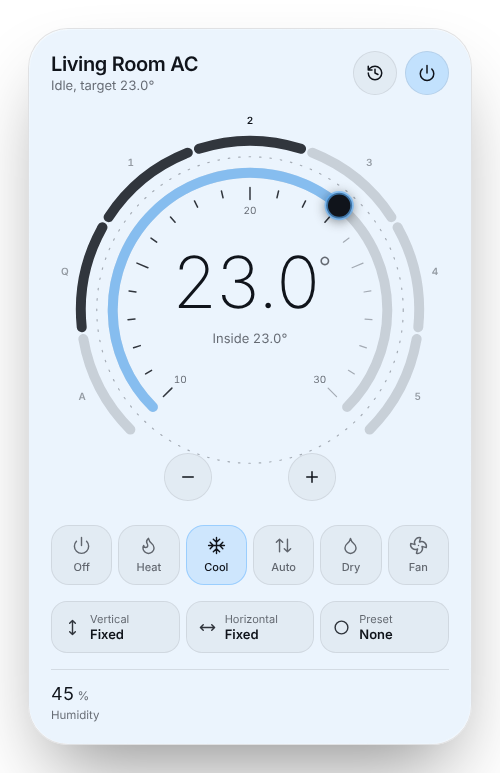 Living Room AC
Idle, target 23.0°
2
1
3
20
Q
4
23.0°
Inside 23.0°
10
30
A
5
Off
Heat
Cool
Auto
Dry
Fan
Vertical
Fixed
Horizontal
Fixed
Preset
None
45 %
Humidity